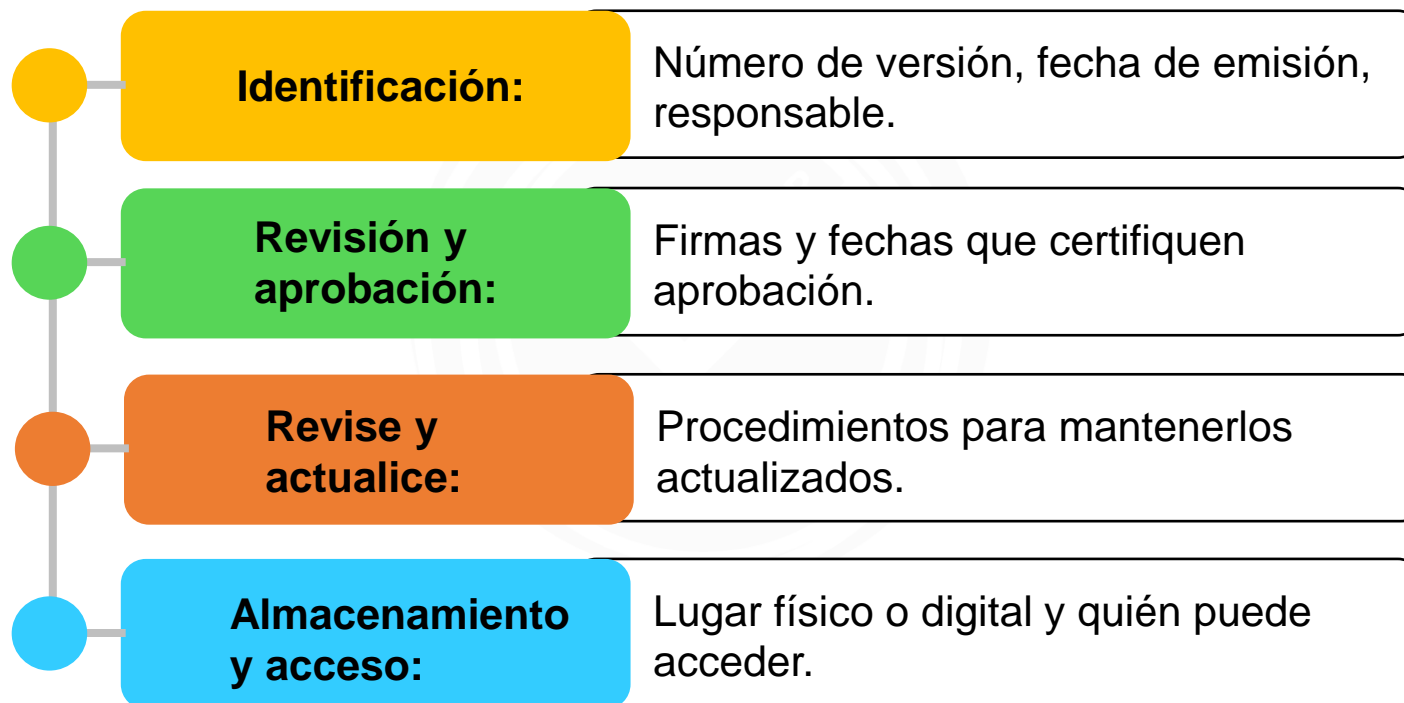 Identificación:
Número de versión, fecha de emisión,
responsable.
Revisión y
aprobación:
Firmas y fechas que certifiquen
aprobación.
Revise y
actualice:
Procedimientos para mantenerlos
actualizados.
Almacenamiento
y acceso:
Lugar físico o digital y quién puede
acceder.